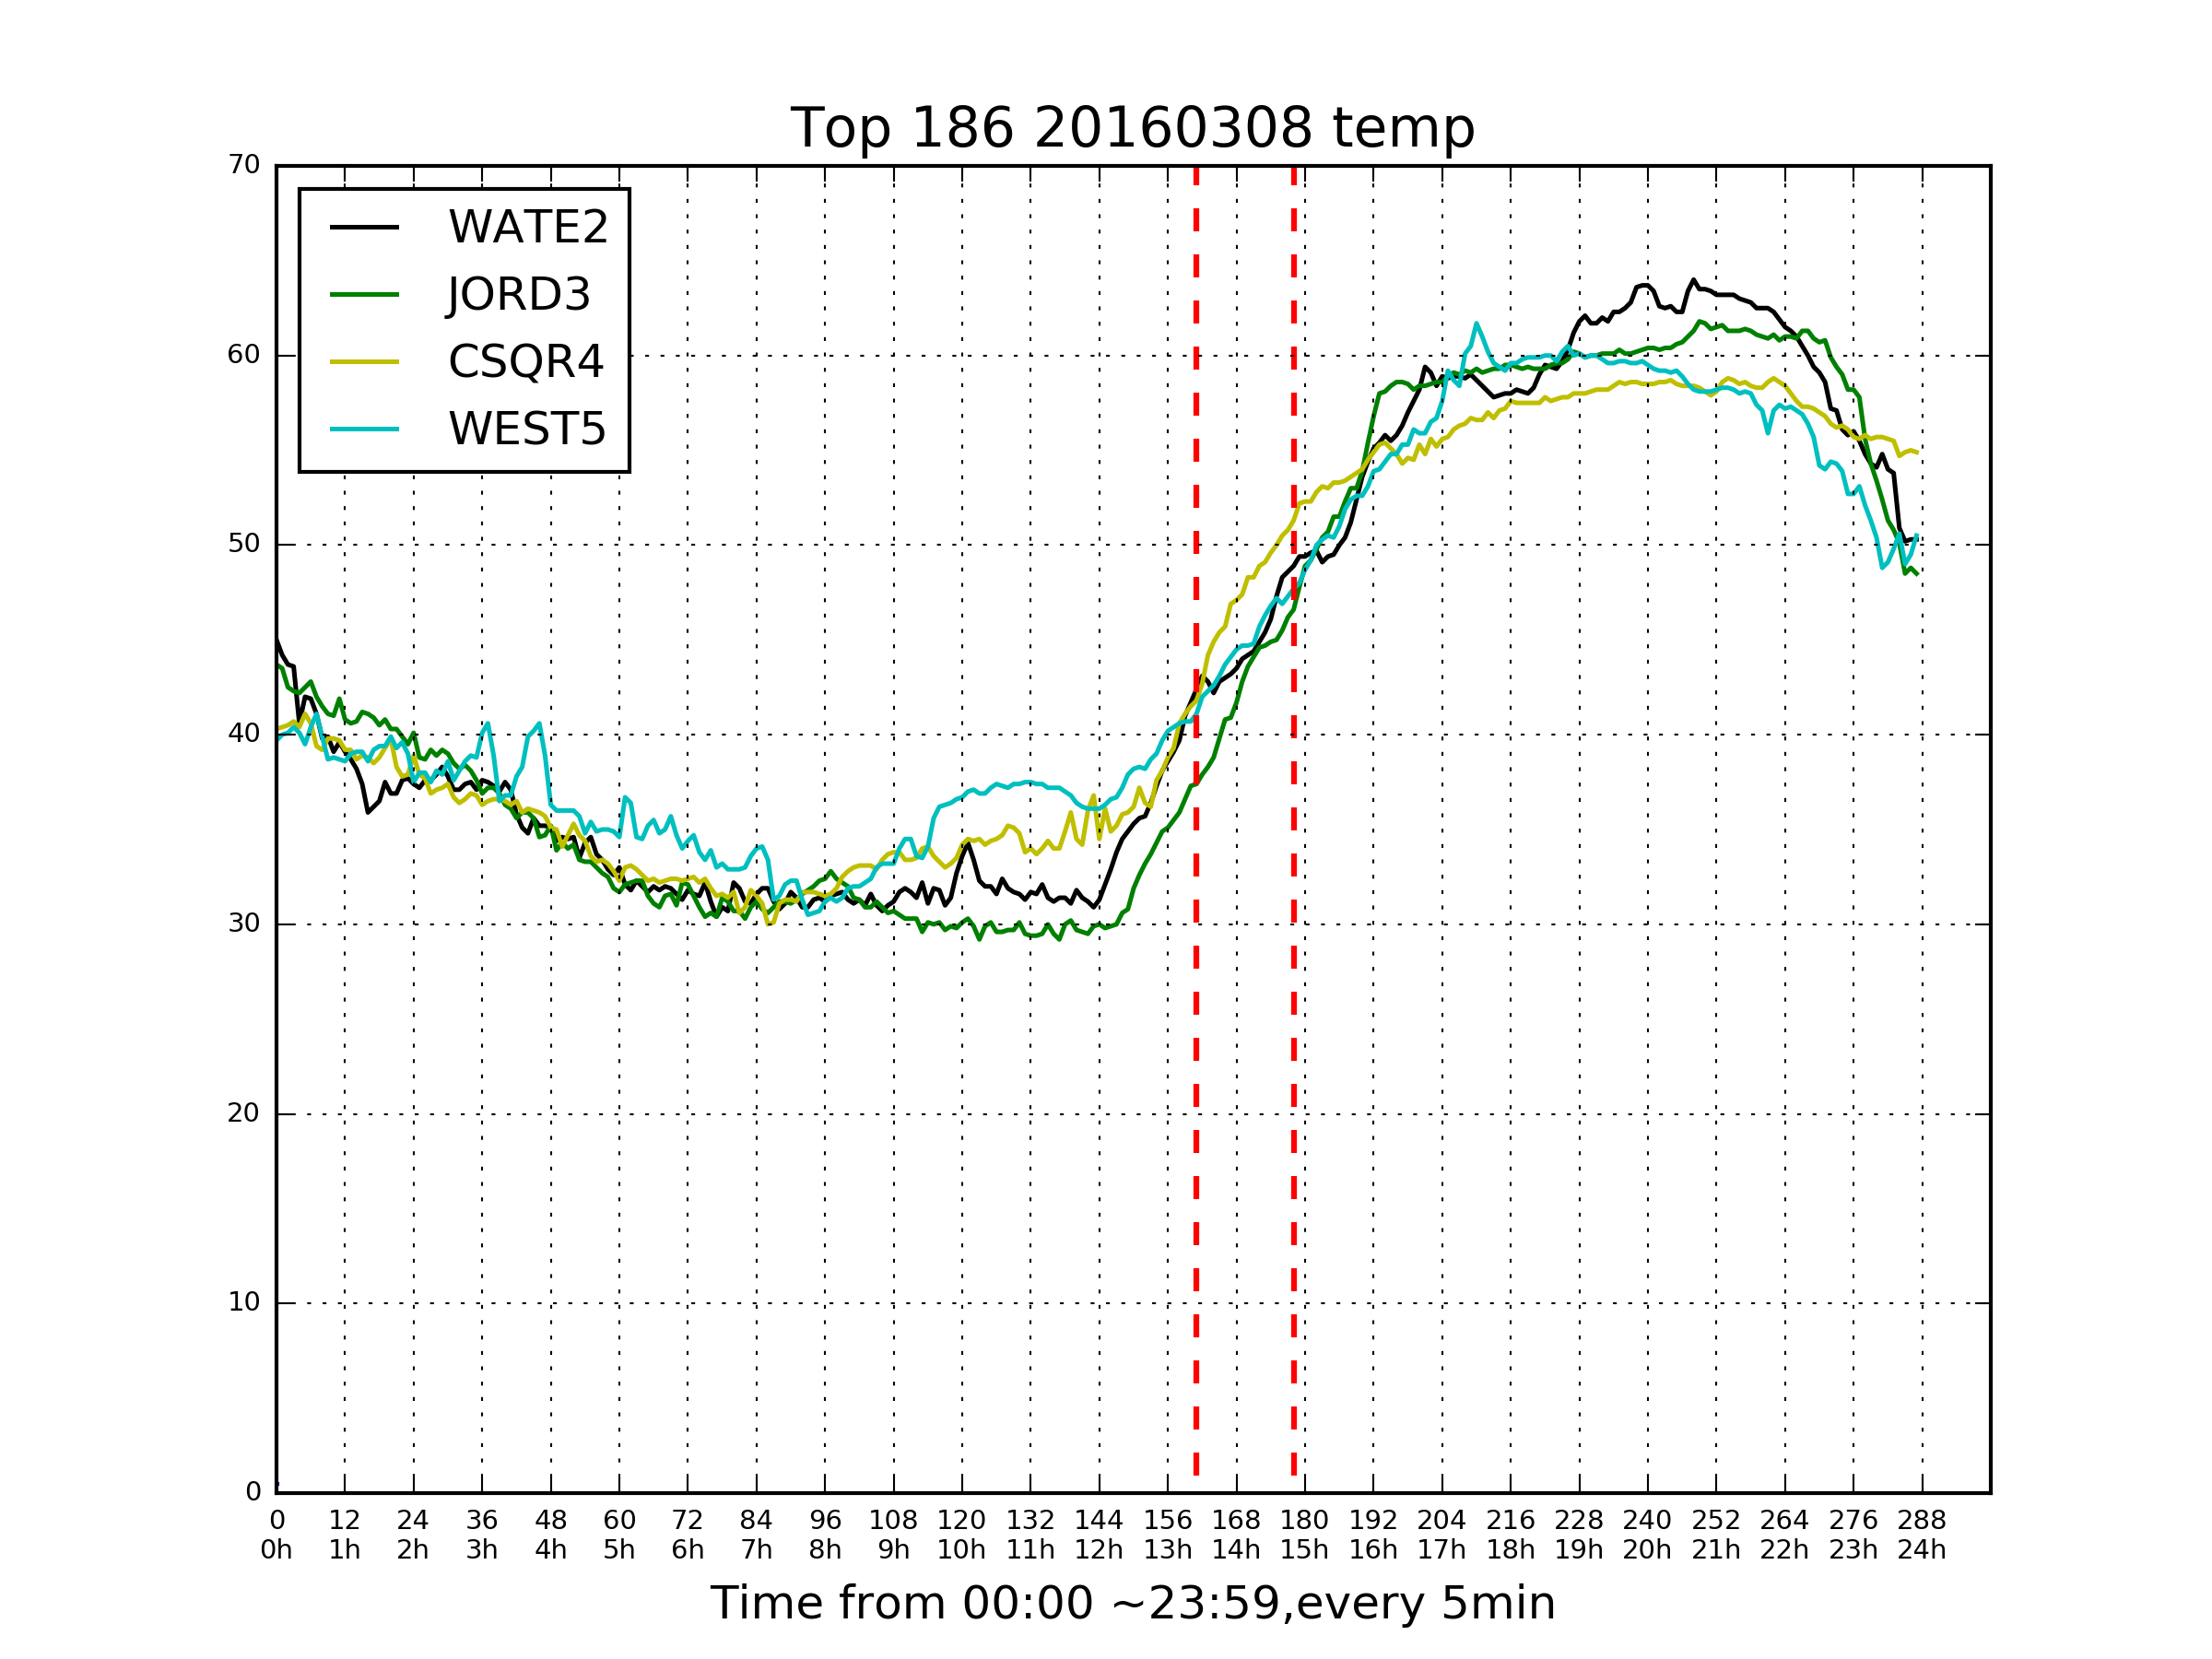 Top 186 20160308 temp
70
60
50
40
30
20
10
0
WATE2
JORD3
CSQR4
WEST5
0 12 24 36 48 60 72 84 96 108 120 132 144 156 168 180 192 204 216 228 240 252 264 276 288
0h 1h 2h 3h 4h 5h 6h 7h 8h 9h 10h 11h 12h 13h 14h 15h 16h 17h 18h 19h 20h 21h 22h 23h 24h
Time from 00:00 ~23:59,every 5min